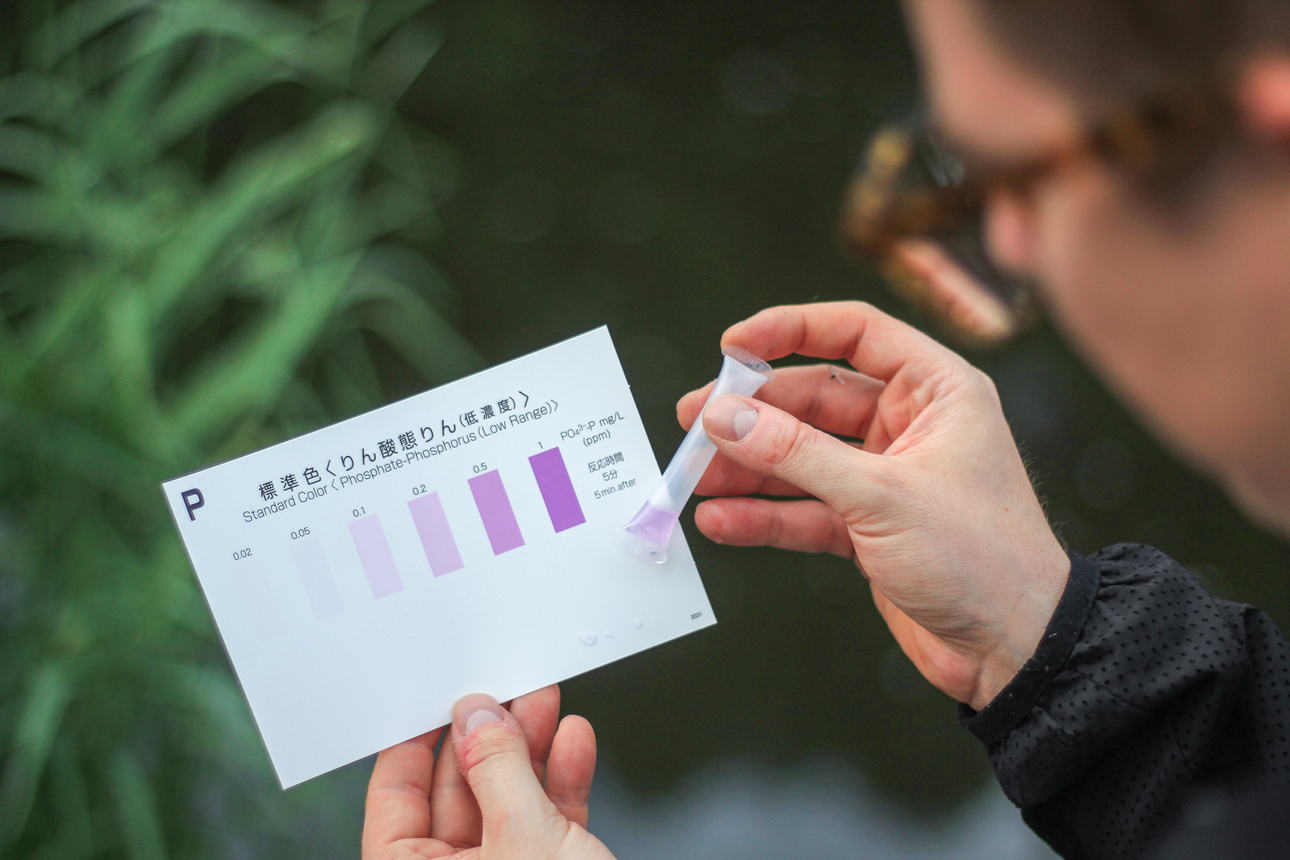 P
標準色〈りん酸態りん(低濃度)〉
Standard Color〈 Phosphate-Phosphorus (Low Range)〉
0.02 0.05 0.1 0.2 0.5 1 PO₄³⁻-P mg/L
(ppm)
反応時間
5分
5min.after
2021